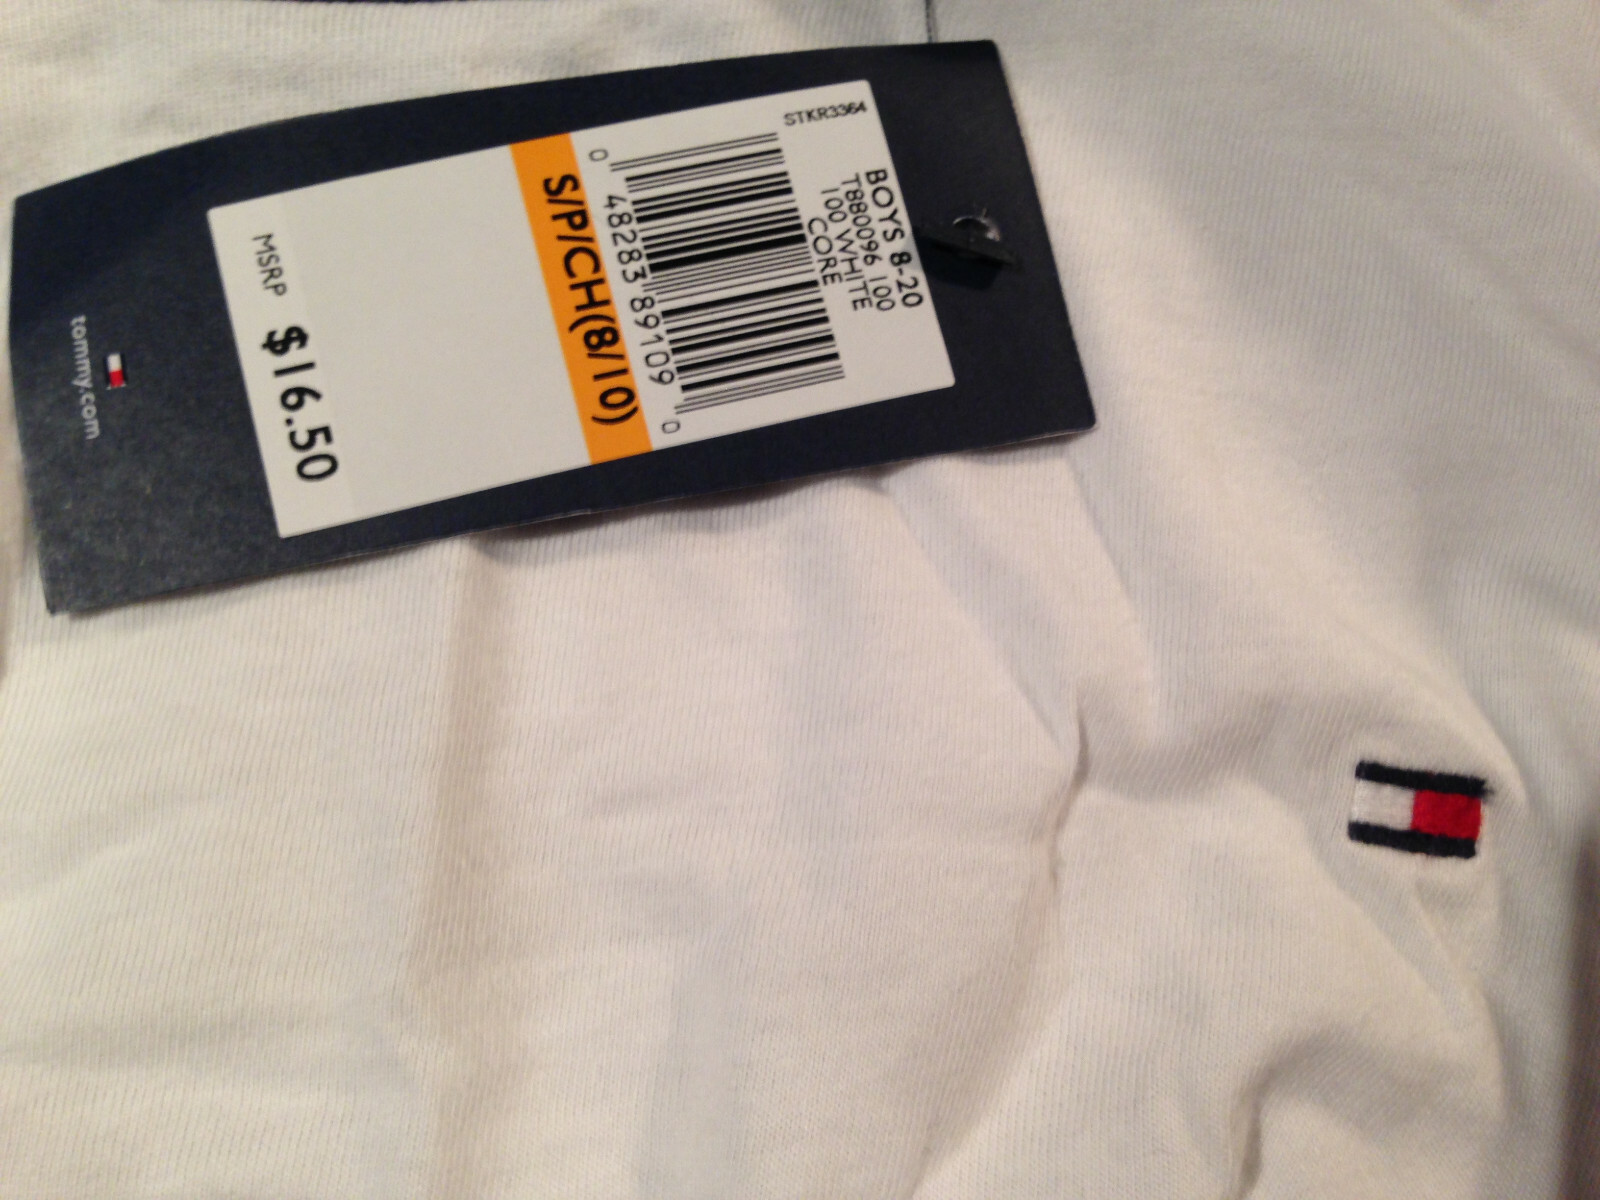 STKR3364
BOYS 8-20
T880096 100
100 WHITE
CORE
0 48283 89109 0
S/P/CH(8/10)
MSRP $16.50
tommy.com